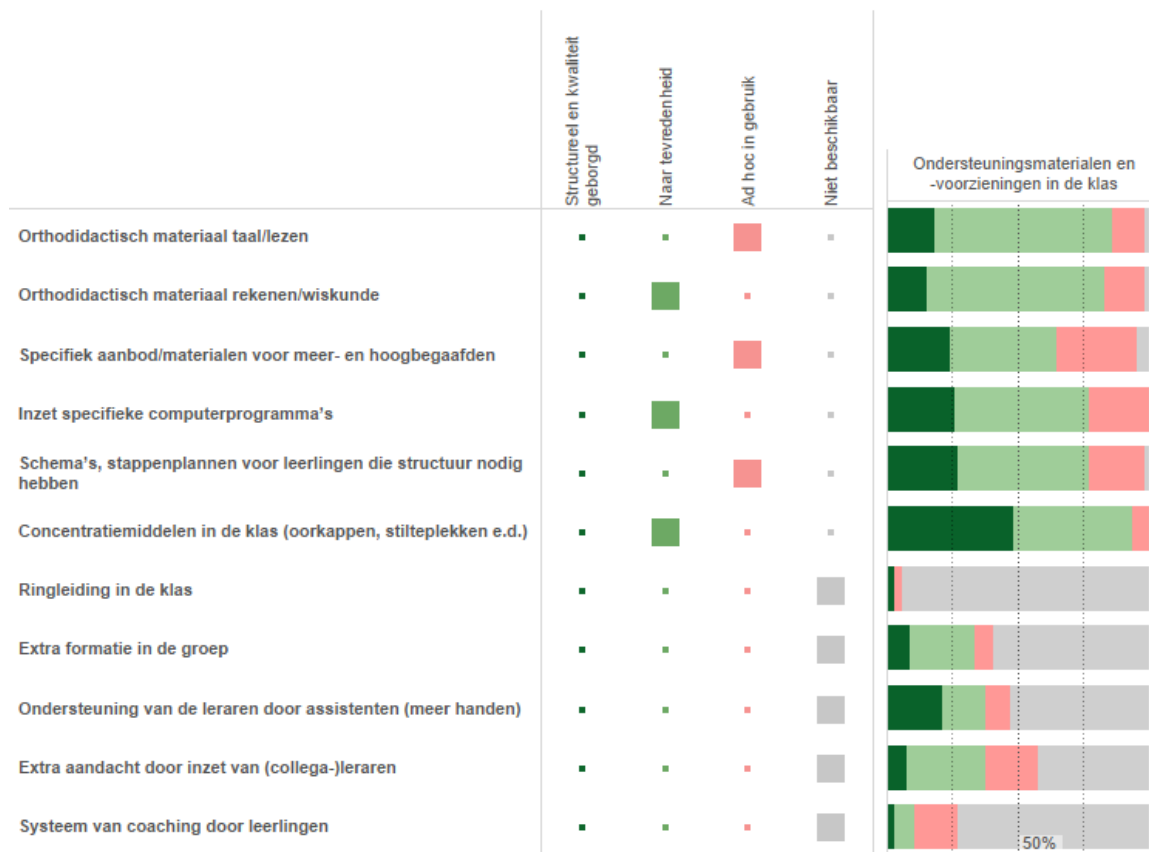 Structureel en kwaliteit
geborgd
Naar tevredenheid
Ad hoc in gebruik
Niet beschikbaar
Ondersteuningsmaterialen en
-voorzieningen in de klas
Orthodidactisch materiaal taal/lezen
Orthodidactisch materiaal rekenen/wiskunde
Specifiek aanbod/materialen voor meer- en hoogbegaafden
Inzet specifieke computerprogramma's
Schema's, stappenplannen voor leerlingen die structuur nodig
hebben
Concentratiemiddelen in de klas (oorkappen, stilteplekken e.d.)
Ringleiding in de klas
Extra formatie in de groep
Ondersteuning van de leraren door assistenten (meer handen)
Extra aandacht door inzet van (collega-)leraren
Systeem van coaching door leerlingen
50%